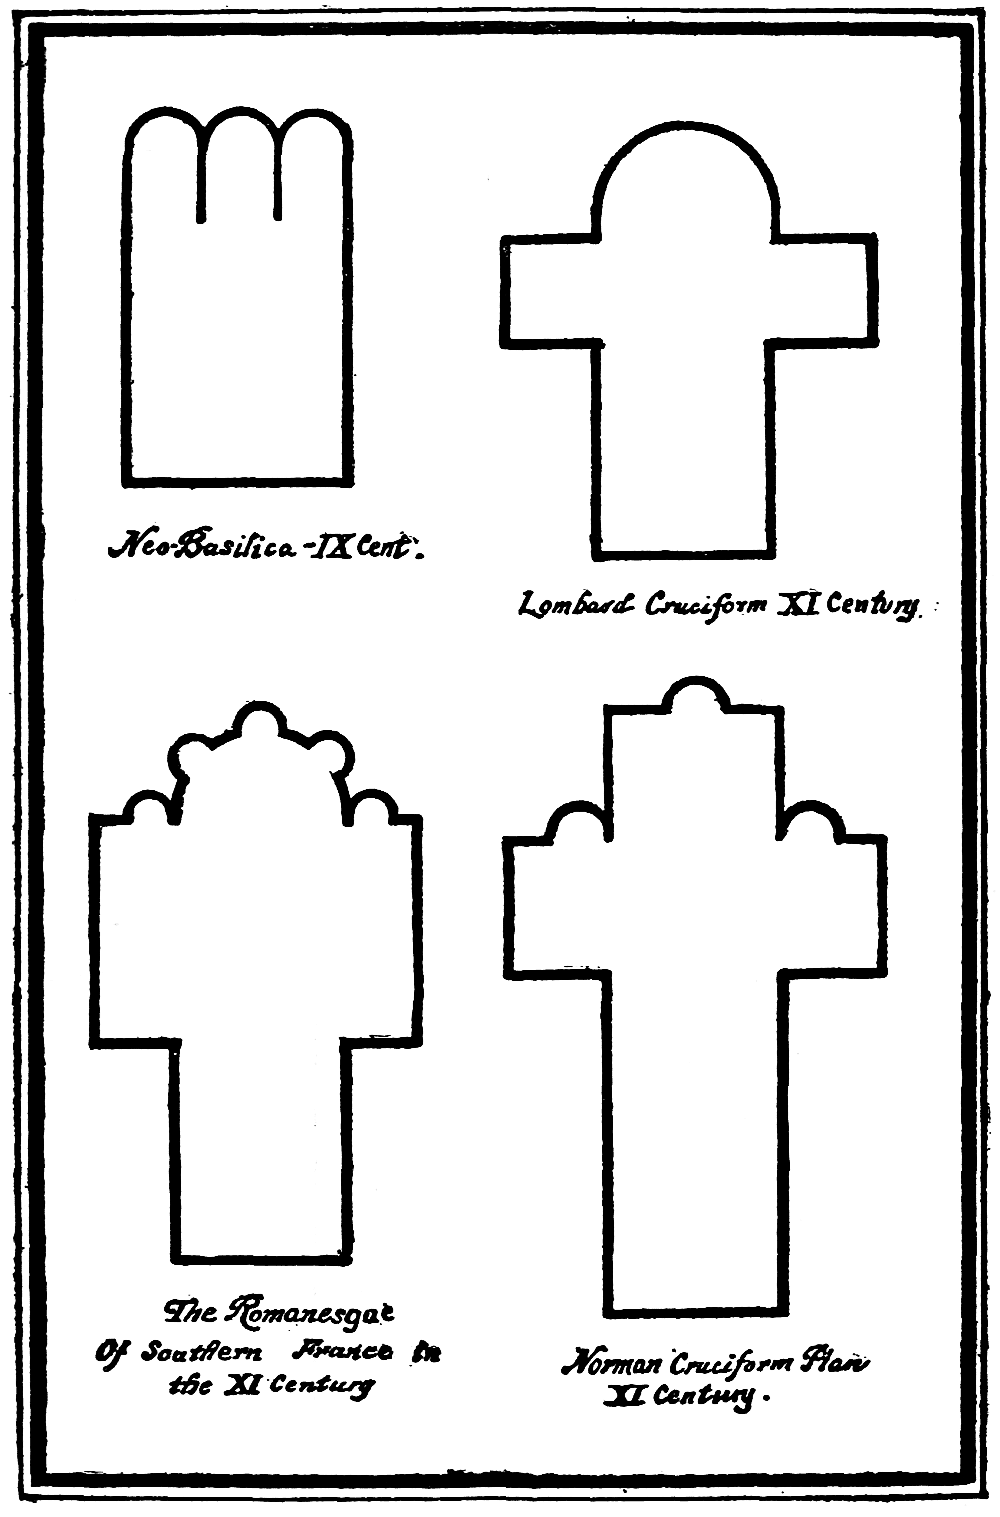 Neo-Basilica-IX Cent.
Lombard Cruciform XI Century.
The Romanesque
Of Southern France in
the XI Century
Norman Cruciform Plan
XI Century.